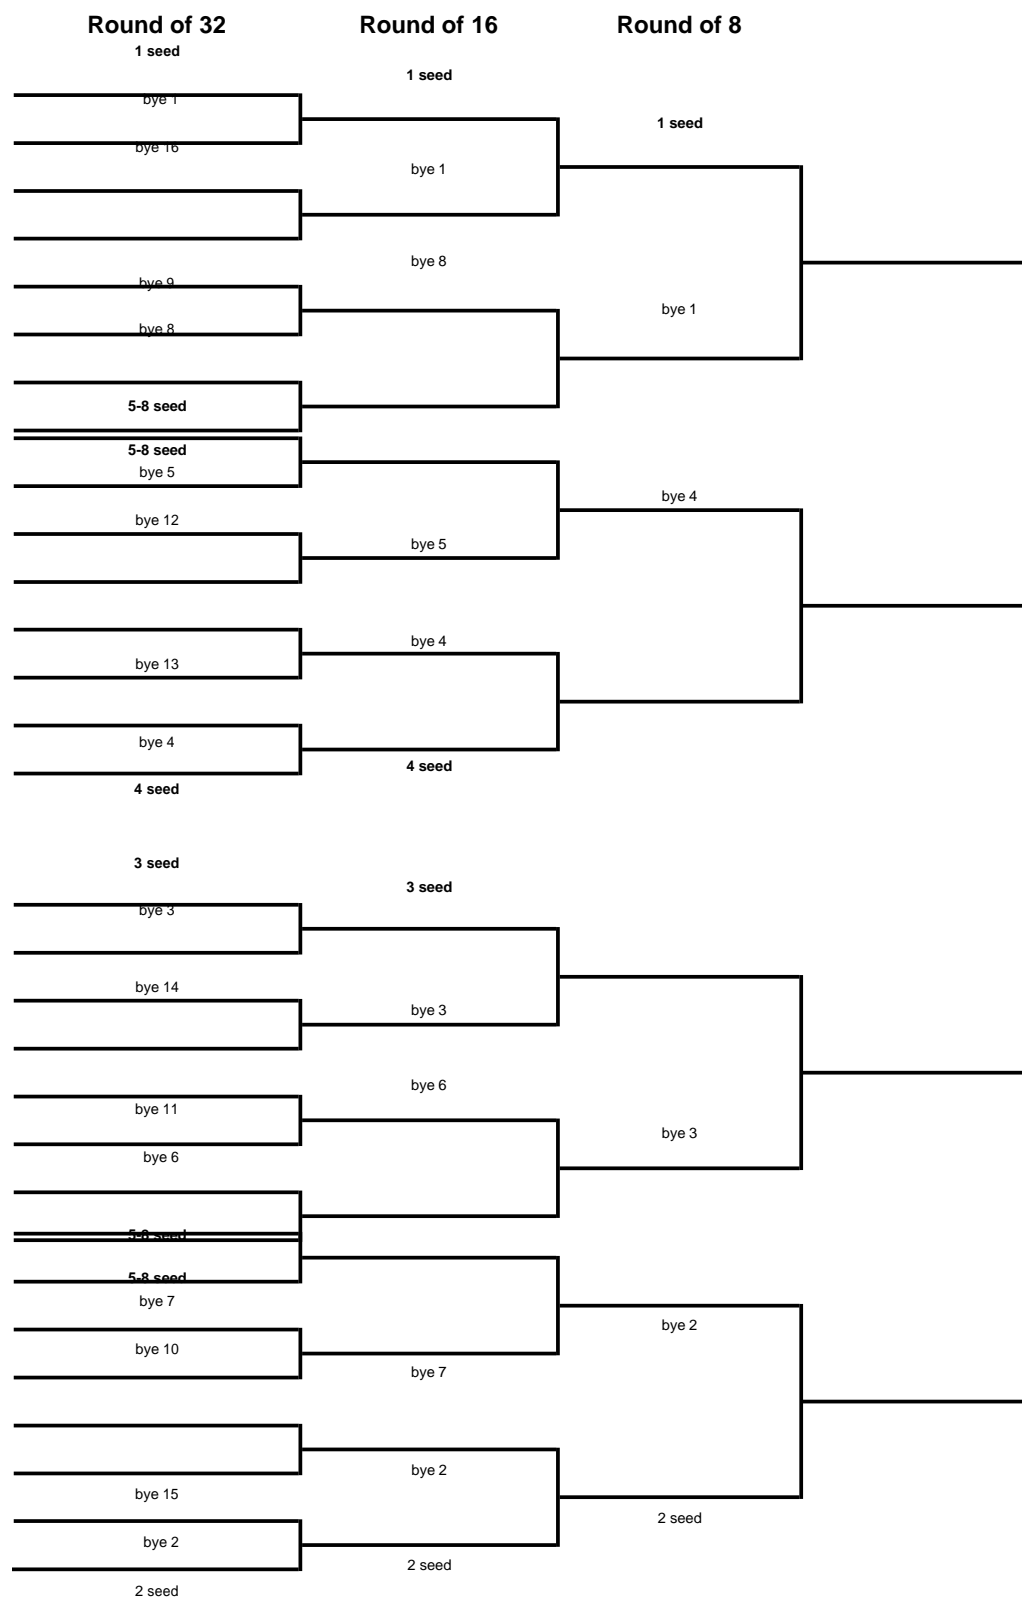 Round of 32
Round of 16
Round of 8
1 seed
1 seed
bye 1
1 seed
bye 16
bye 1
bye 8
bye 9
bye 1
bye 8
5-8 seed
5-8 seed
bye 5
bye 4
bye 12
bye 5
bye 4
bye 13
bye 4
4 seed
4 seed
3 seed
3 seed
bye 3
bye 14
bye 3
bye 6
bye 11
bye 3
bye 6
5-8 seed
5-8 seed
bye 7
bye 2
bye 10
bye 7
bye 2
bye 15
2 seed
bye 2
2 seed
2 seed